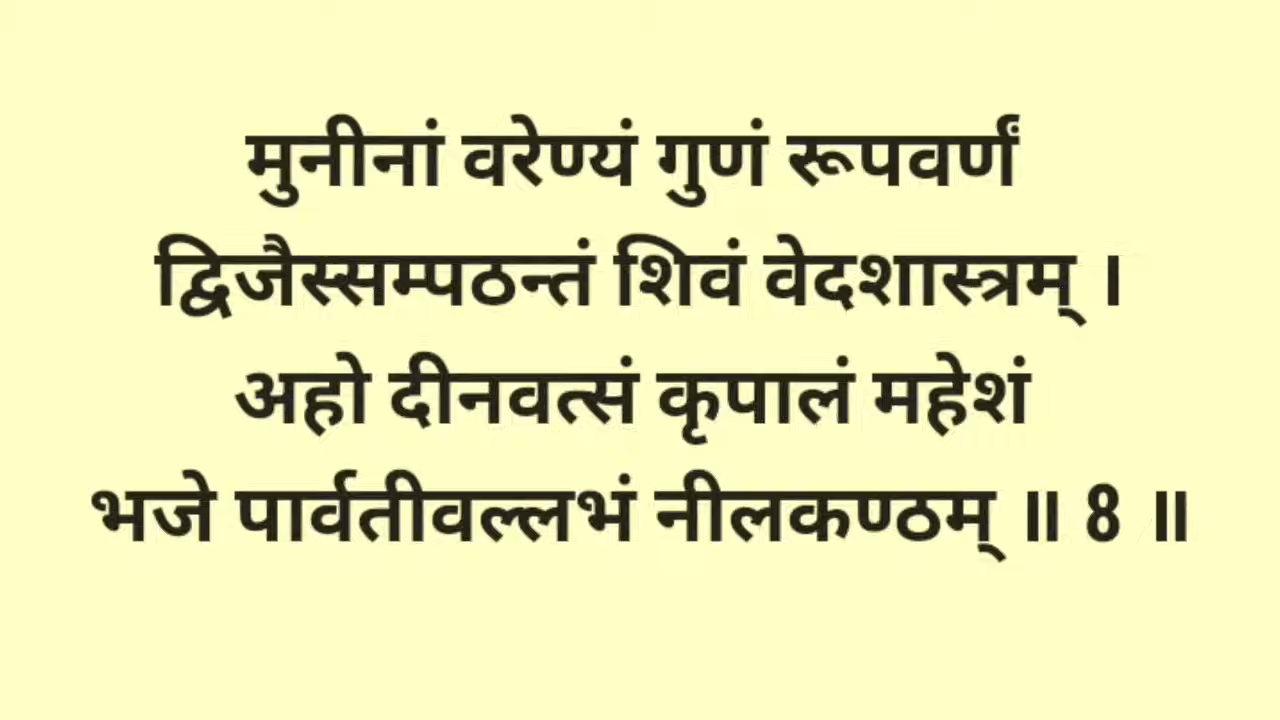 मुनीनां वरेण्यं गुणं रूपवर्णं
द्विजैस्सम्पठन्तं शिवं वेदशास्त्रम् ।
अहो दीनवत्सं कृपालं महेशं
भजे पार्वतीवल्लभं नीलकण्ठम् ॥ 8 ॥